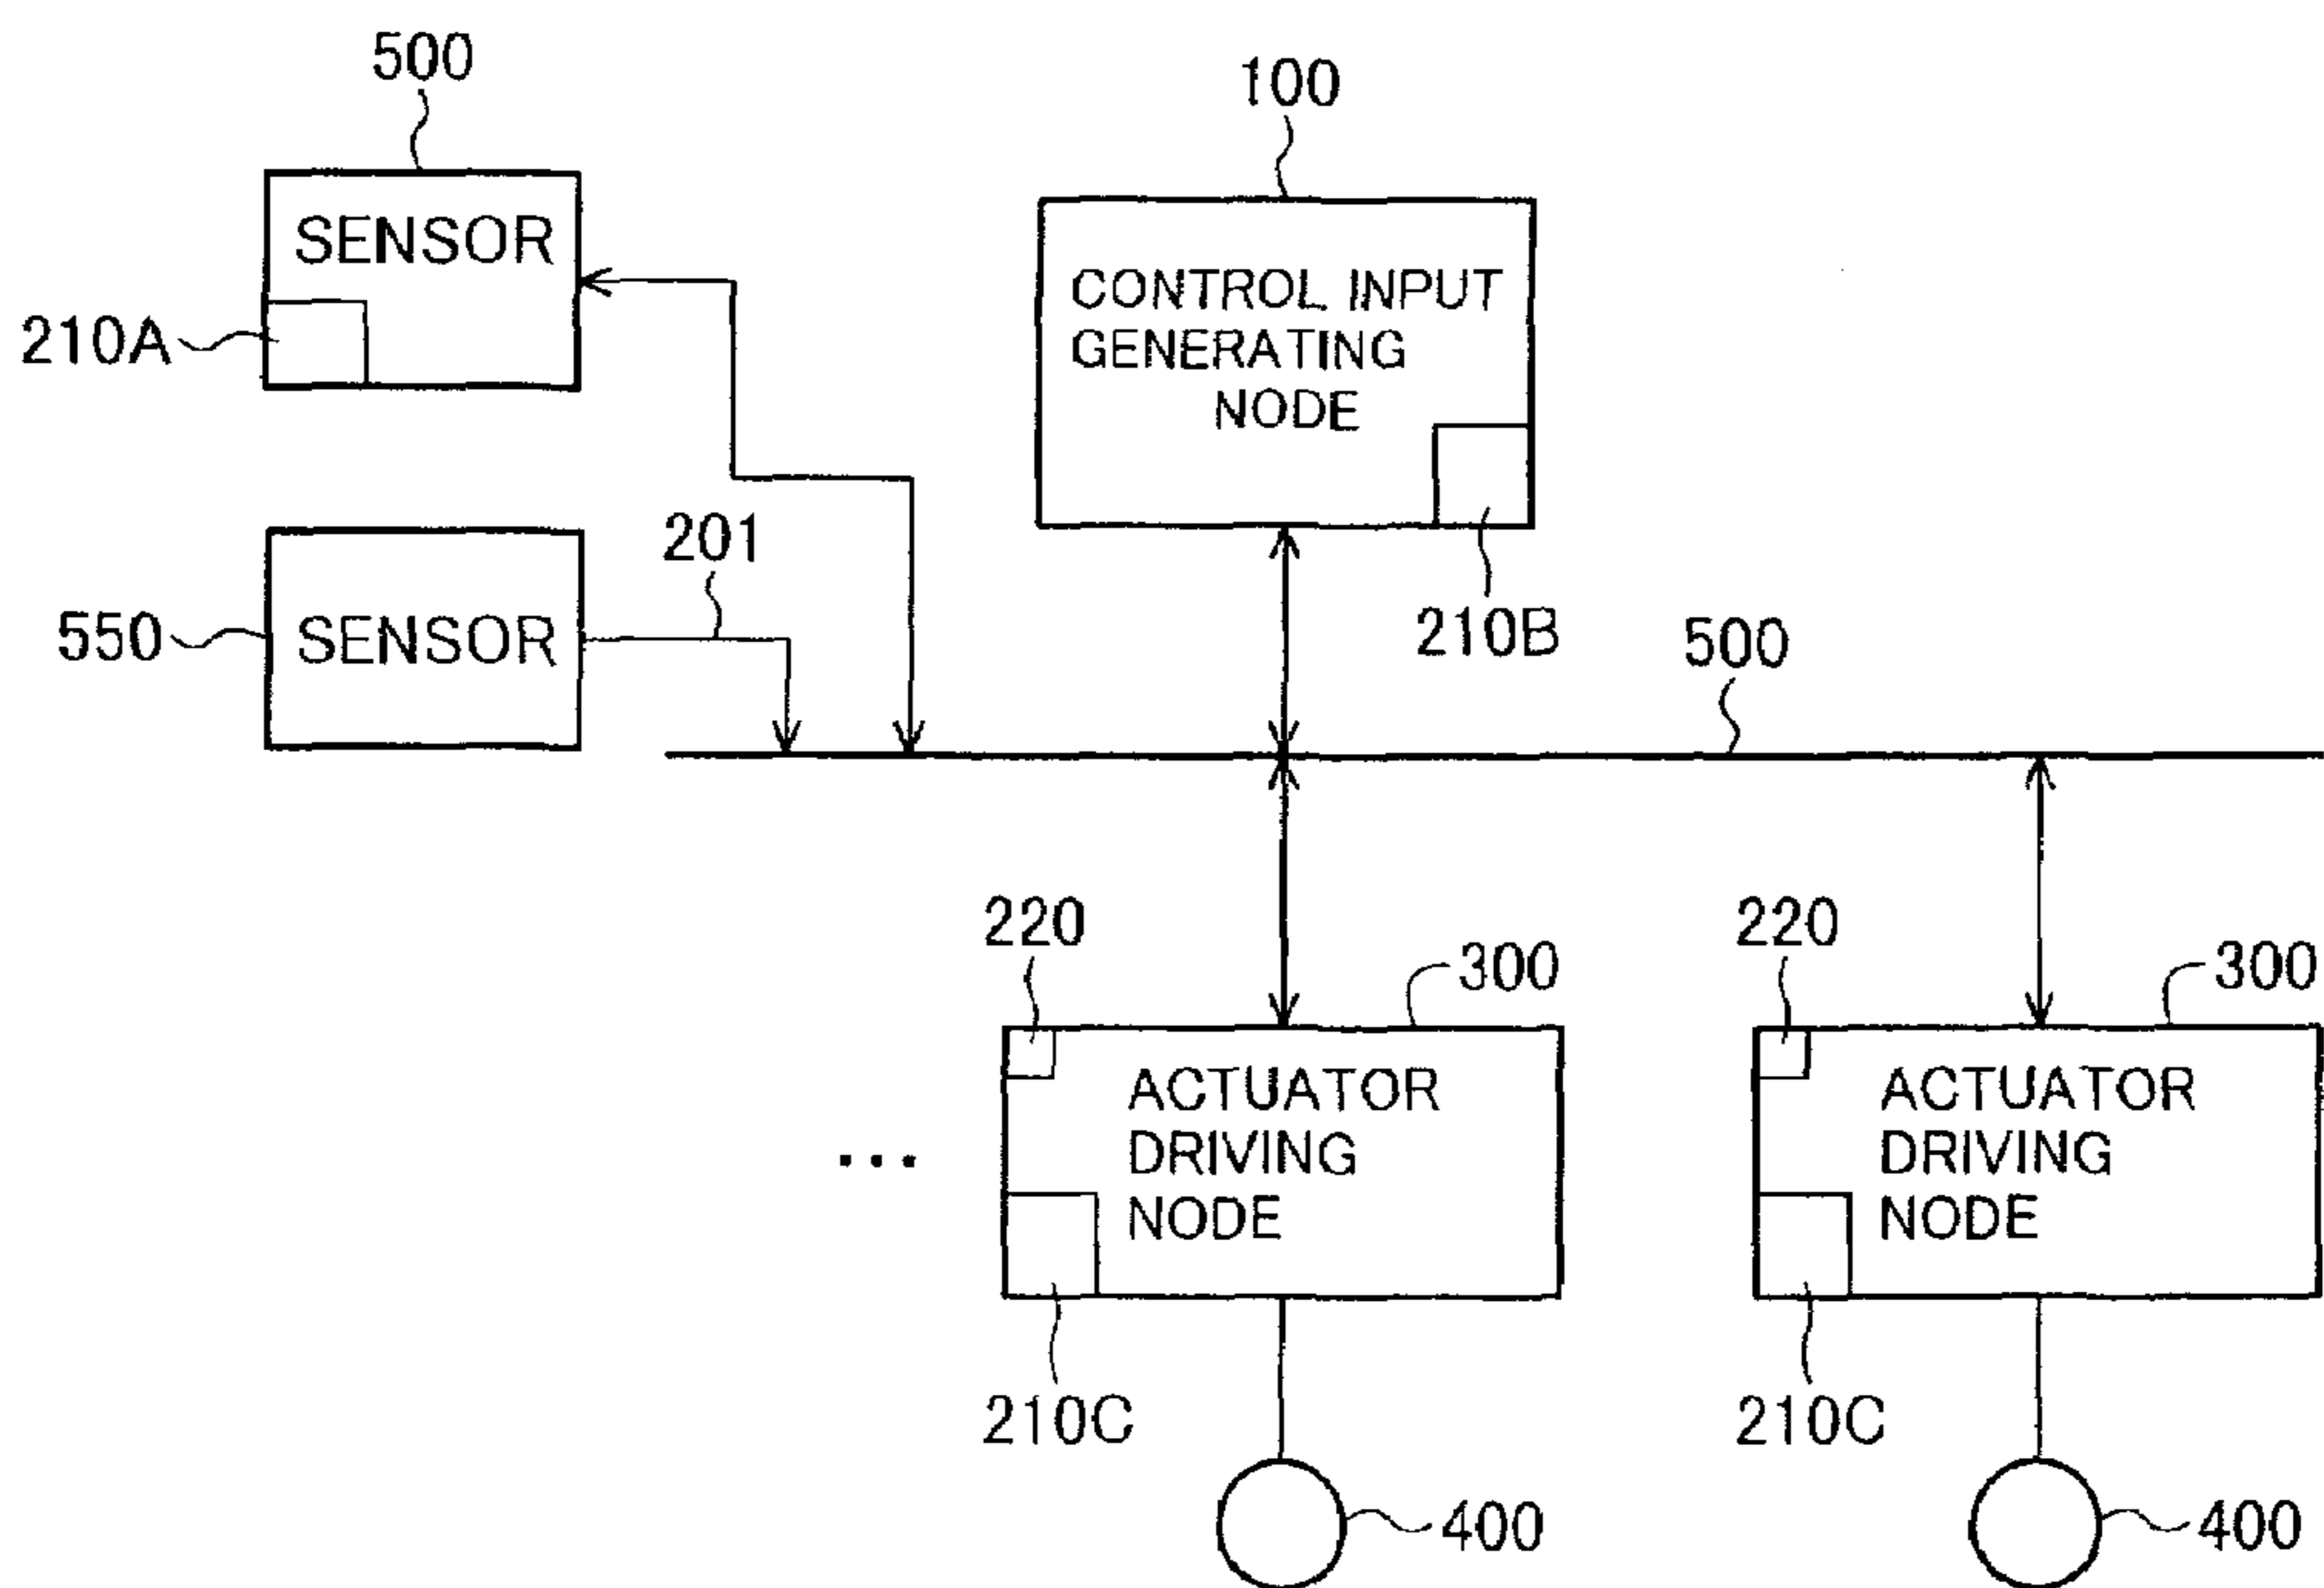 500
100
SENSOR
CONTROL INPUT
GENERATING
NODE
210A
201
550
SENSOR
210B
500
220
300
220
300
ACTUATOR
DRIVING
NODE
ACTUATOR
DRIVING
NODE
...
210C
210C
400
400